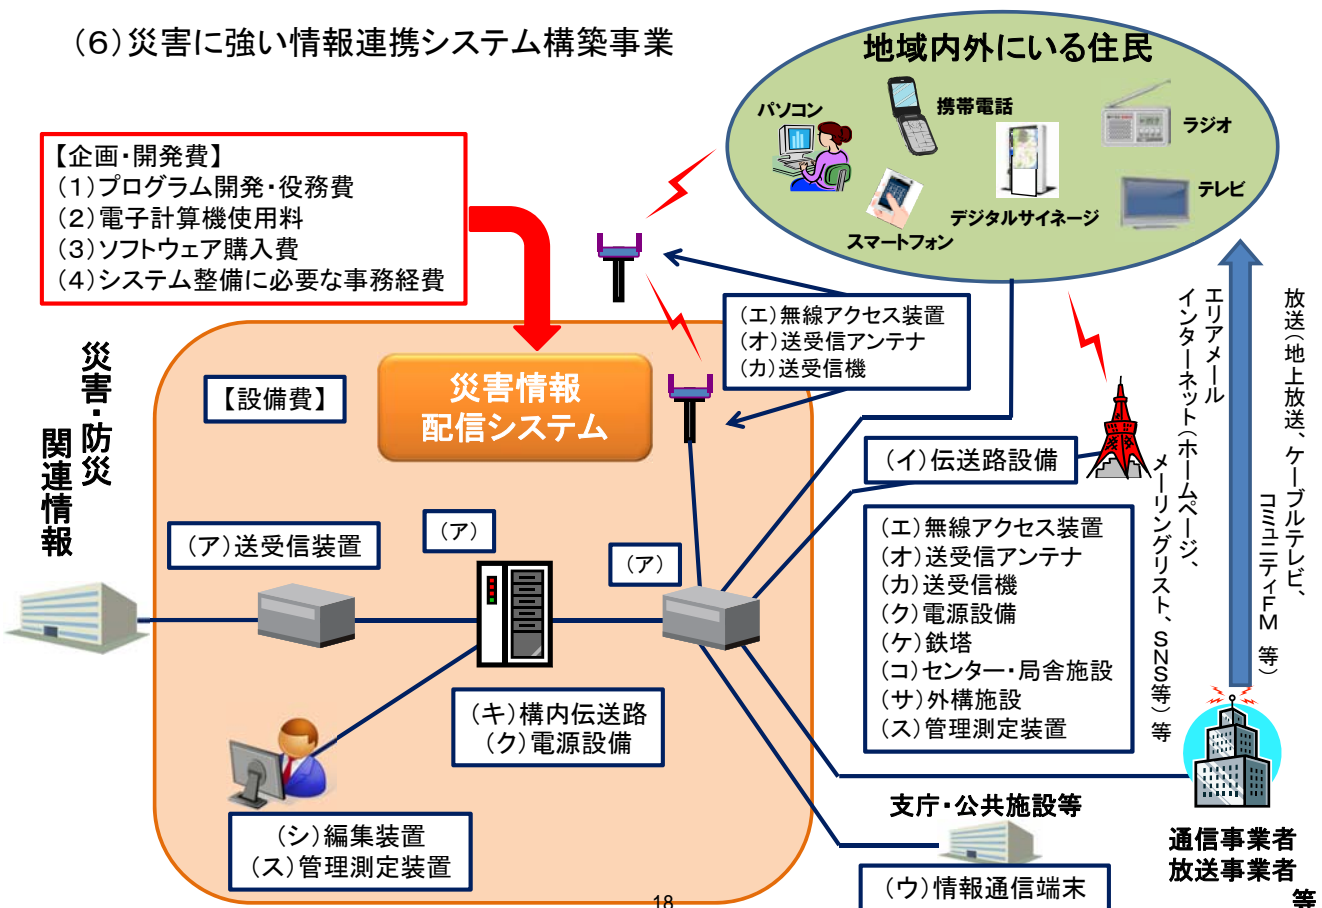 (6)災害に強い情報連携システム構築事業
地域内外にいる住民
パソコン
携帯電話
ラジオ
スマートフォン
デジタルサイネージ
テレビ
【企画・開発費】
(1)プログラム開発・役務費
(2)電子計算機使用料
(3)ソフトウェア購入費
(4)システム整備に必要な事務経費
(エ)無線アクセス装置
(オ)送受信アンテナ
(カ)送受信機
災害・防災
関連情報
【設備費】
災害情報
配信システム
(ア)送受信装置
(ア)
(ア)
(キ)構内伝送路
(ク)電源設備
(シ)編集装置
(ス)管理測定装置
(イ)伝送路設備
(エ)無線アクセス装置
(オ)送受信アンテナ
(カ)送受信機
(ク)電源設備
(ケ)鉄塔
(コ)センター・局舎施設
(サ)外構施設
(ス)管理測定装置
放送(地上放送、ケーブルテレビ、
コミュニティFM 等)
エリアメール
インターネット(ホームページ、
メーリングリスト、SNS等)等
支庁・公共施設等
(ウ)情報通信端末
通信事業者
放送事業者
等
18